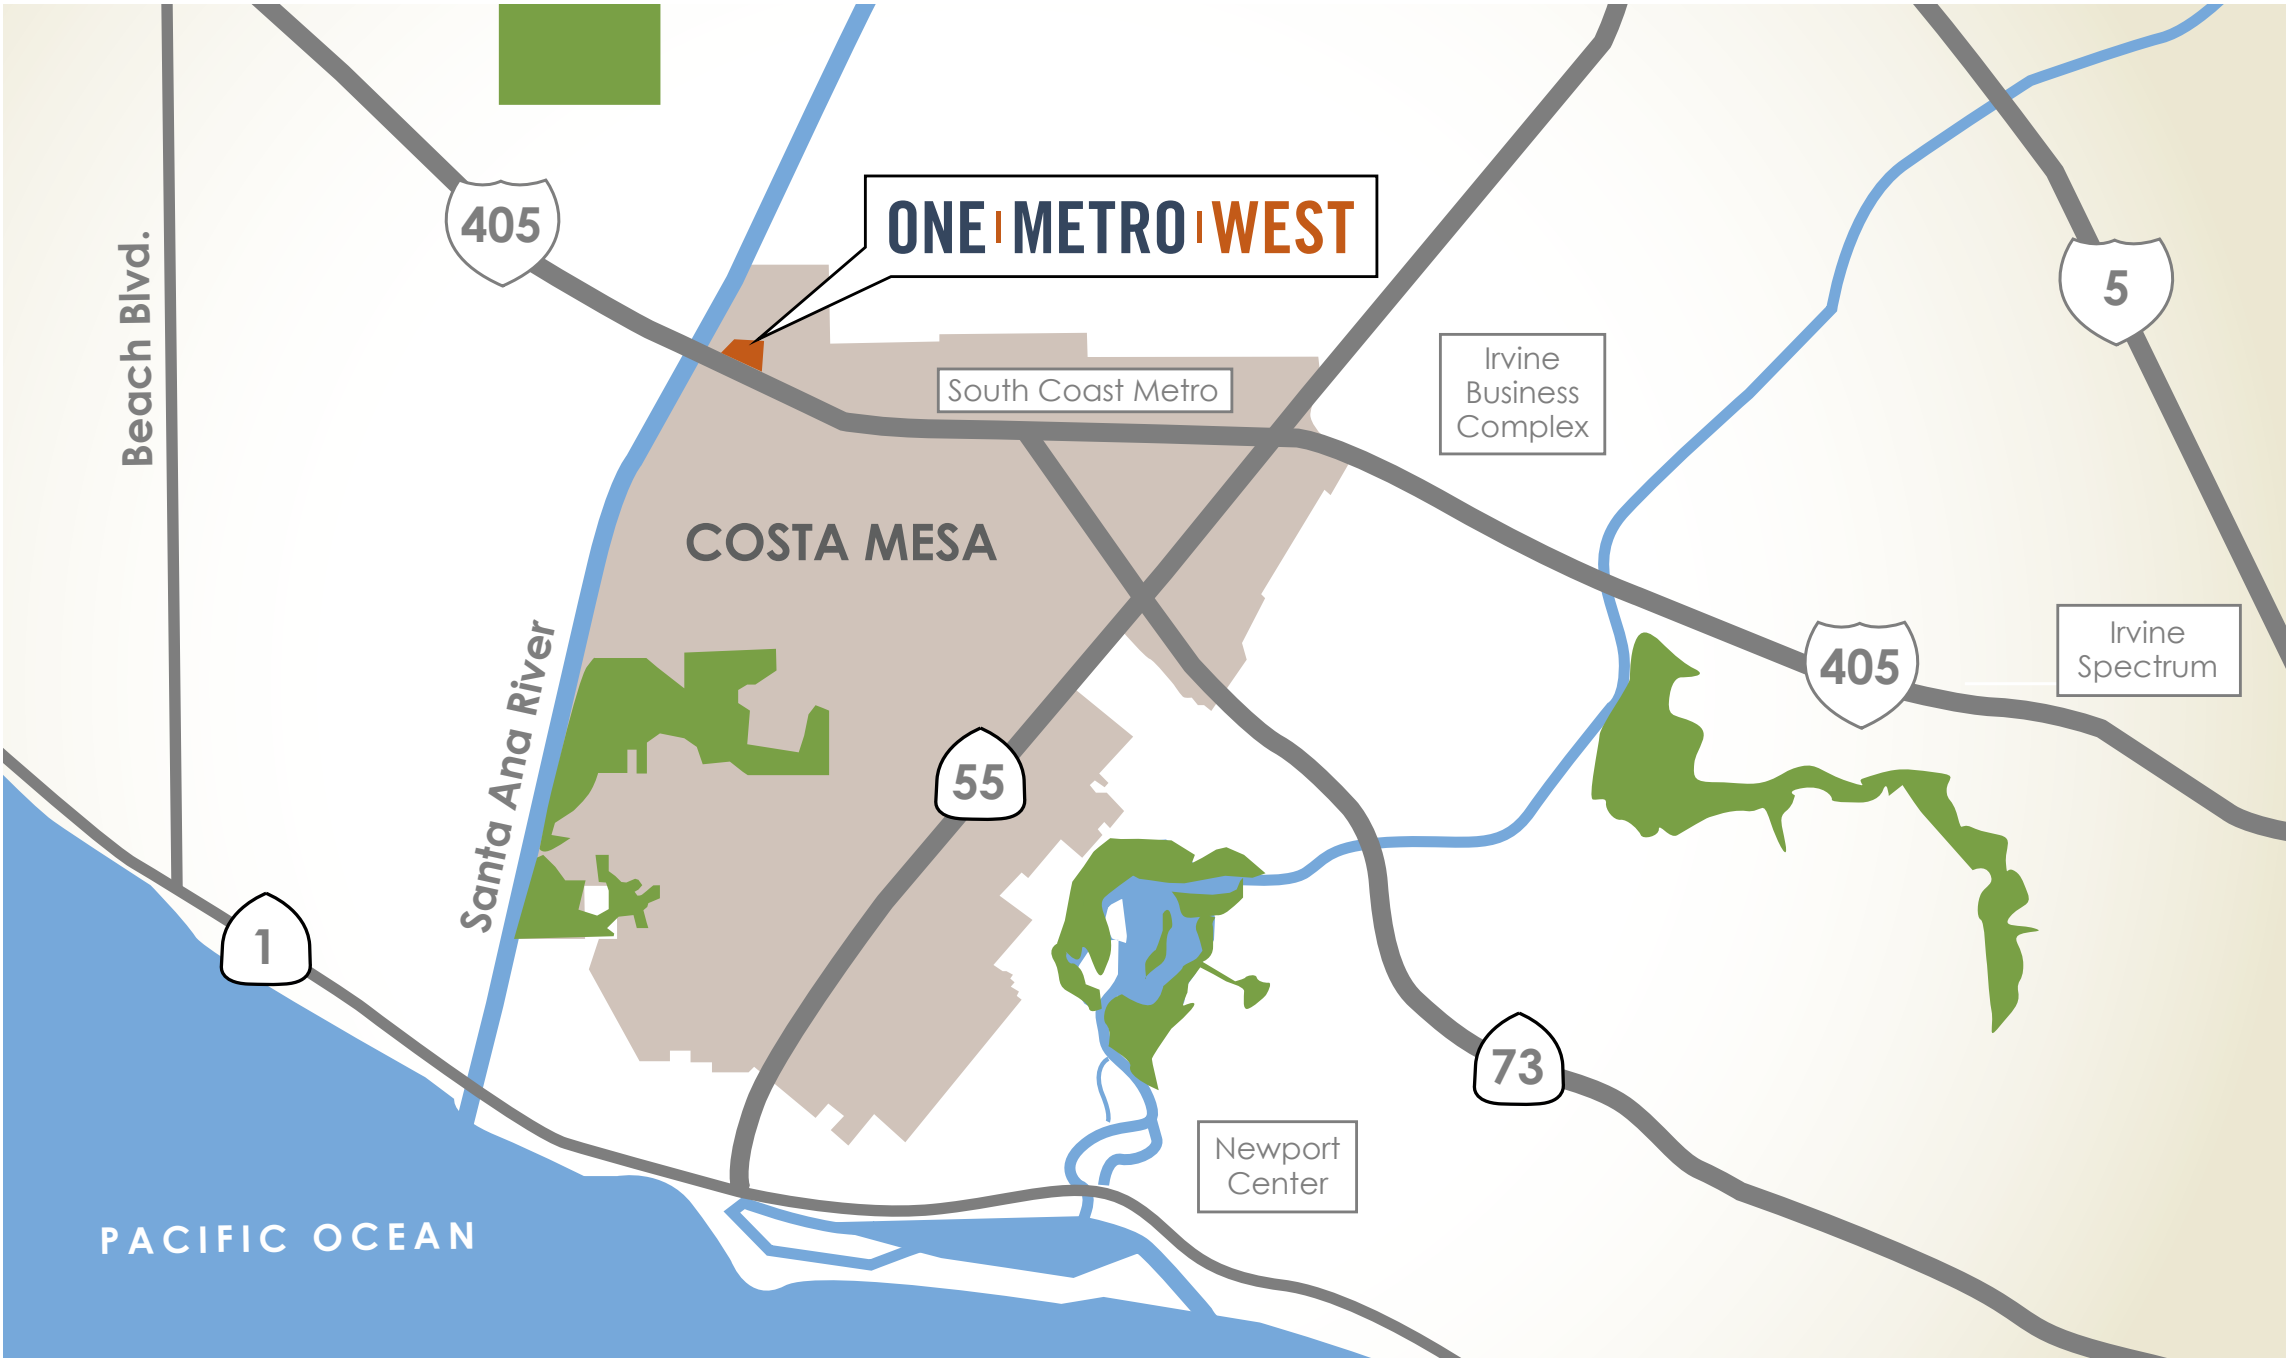 ONE METRO WEST
405
5
Beach Blvd.
Irvine
Business
Complex
South Coast Metro
COSTA MESA
Irvine
Spectrum
405
Santa Ana River
55
1
73
Newport
Center
PACIFIC OCEAN